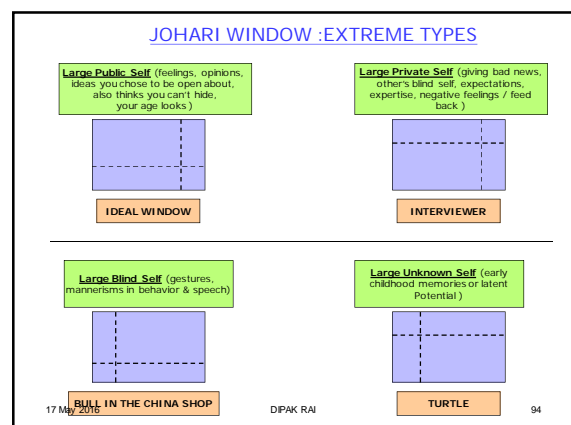 JOHARI WINDOW :EXTREME TYPES
Large Public Self (feelings, opinions,
ideas you chose to be open about,
also thinks you can't hide,
your age looks )
Large Private Self (giving bad news,
other's blind self, expectations,
expertise, negative feelings / feed
back )
IDEAL WINDOW
INTERVIEWER
Large Blind Self (gestures,
mannerisms in behavior & speech)
Large Unknown Self (early
childhood memories or latent
Potential )
BULL IN THE CHINA SHOP
TURTLE
17 May 2016
DIPAK RAI
94